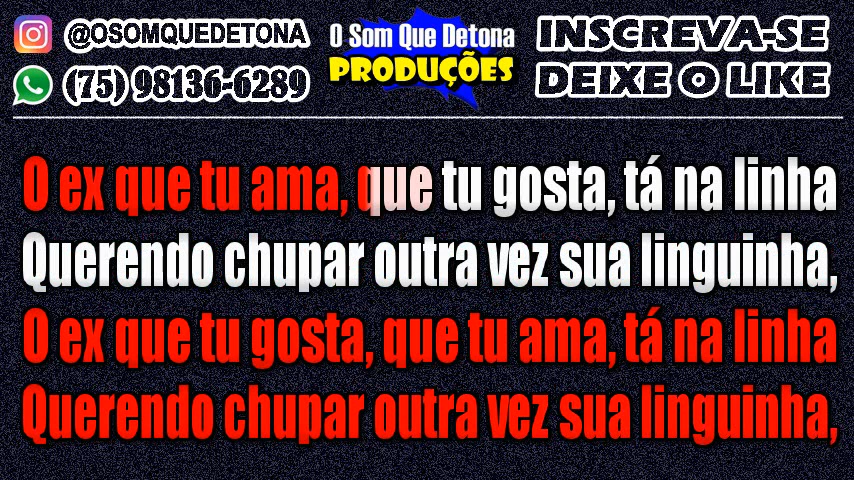 @OSOMQUEDETONA
(75) 98136-6289
O Som Que Detona
PRODUÇÕES
INSCREVA-SE
DEIXE O LIKE
O ex que tu ama, que tu gosta, tá na linha
Querendo chupar outra vez sua linguinha,
O ex que tu gosta, que tu ama, tá na linha
Querendo chupar outra vez sua linguinha,